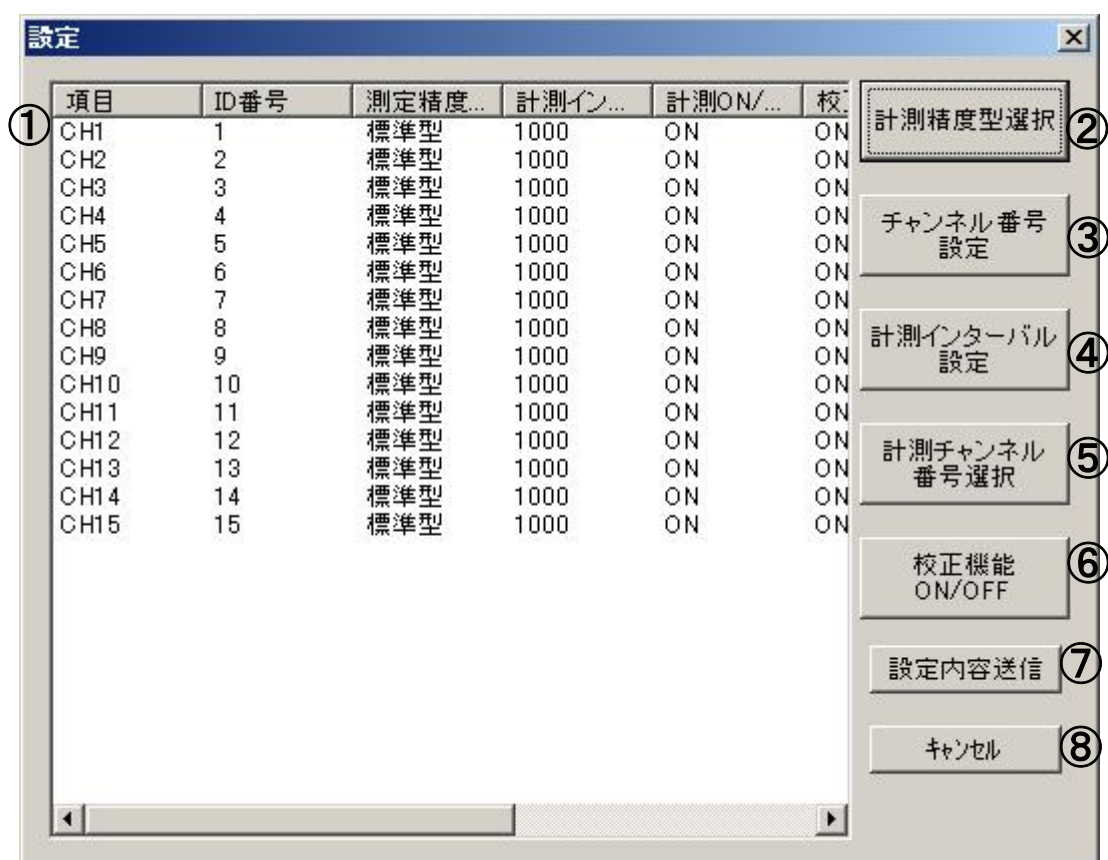 設定
項目 ID番号 測定精度... 計測イン... 計測ON/... 校
① CH1 1 標準型 1000 ON ON
CH2 2 標準型 1000 ON ON
CH3 3 標準型 1000 ON ON
CH4 4 標準型 1000 ON ON
CH5 5 標準型 1000 ON ON
CH6 6 標準型 1000 ON ON
CH7 7 標準型 1000 ON ON
CH8 8 標準型 1000 ON ON
CH9 9 標準型 1000 ON ON
CH10 10 標準型 1000 ON ON
CH11 11 標準型 1000 ON ON
CH12 12 標準型 1000 ON ON
CH13 13 標準型 1000 ON ON
CH14 14 標準型 1000 ON ON
CH15 15 標準型 1000 ON ON
計測精度型選択 ②
チャンネル番号
設定 ③
計測インターバル
設定 ④
計測チャンネル
番号選択 ⑤
校正機能
ON/OFF ⑥
設定内容送信 ⑦
キャンセル ⑧